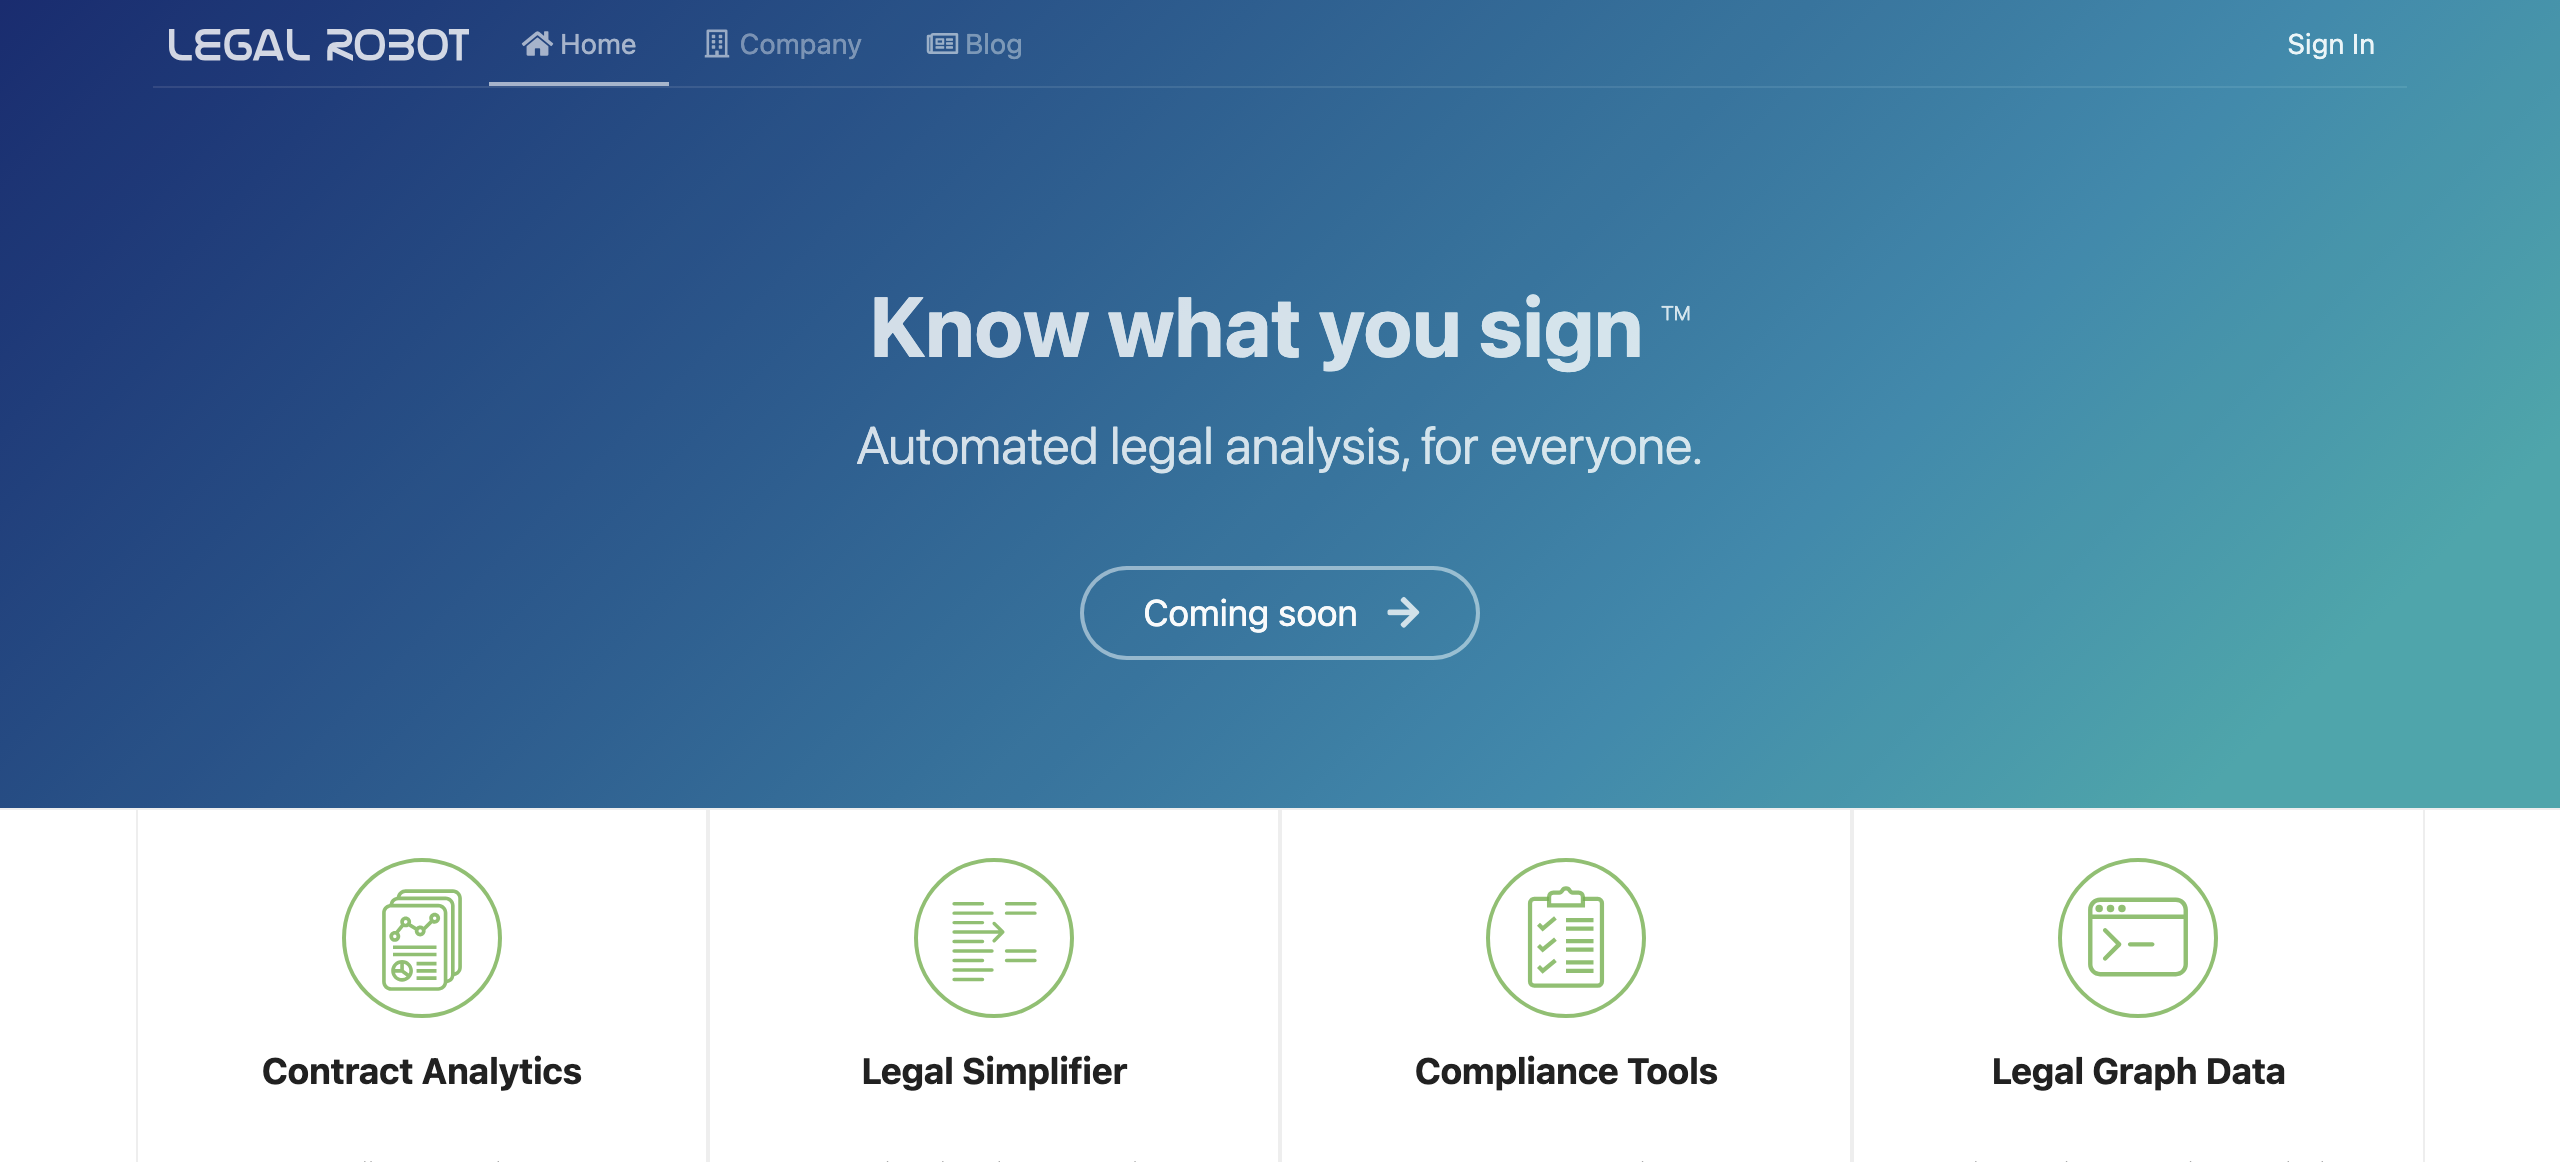 LEGAL ROBOT Home Company Blog Sign In
Know what you sign ™
Automated legal analysis, for everyone.
Coming soon
Contract Analytics Legal Simplifier Compliance Tools Legal Graph Data